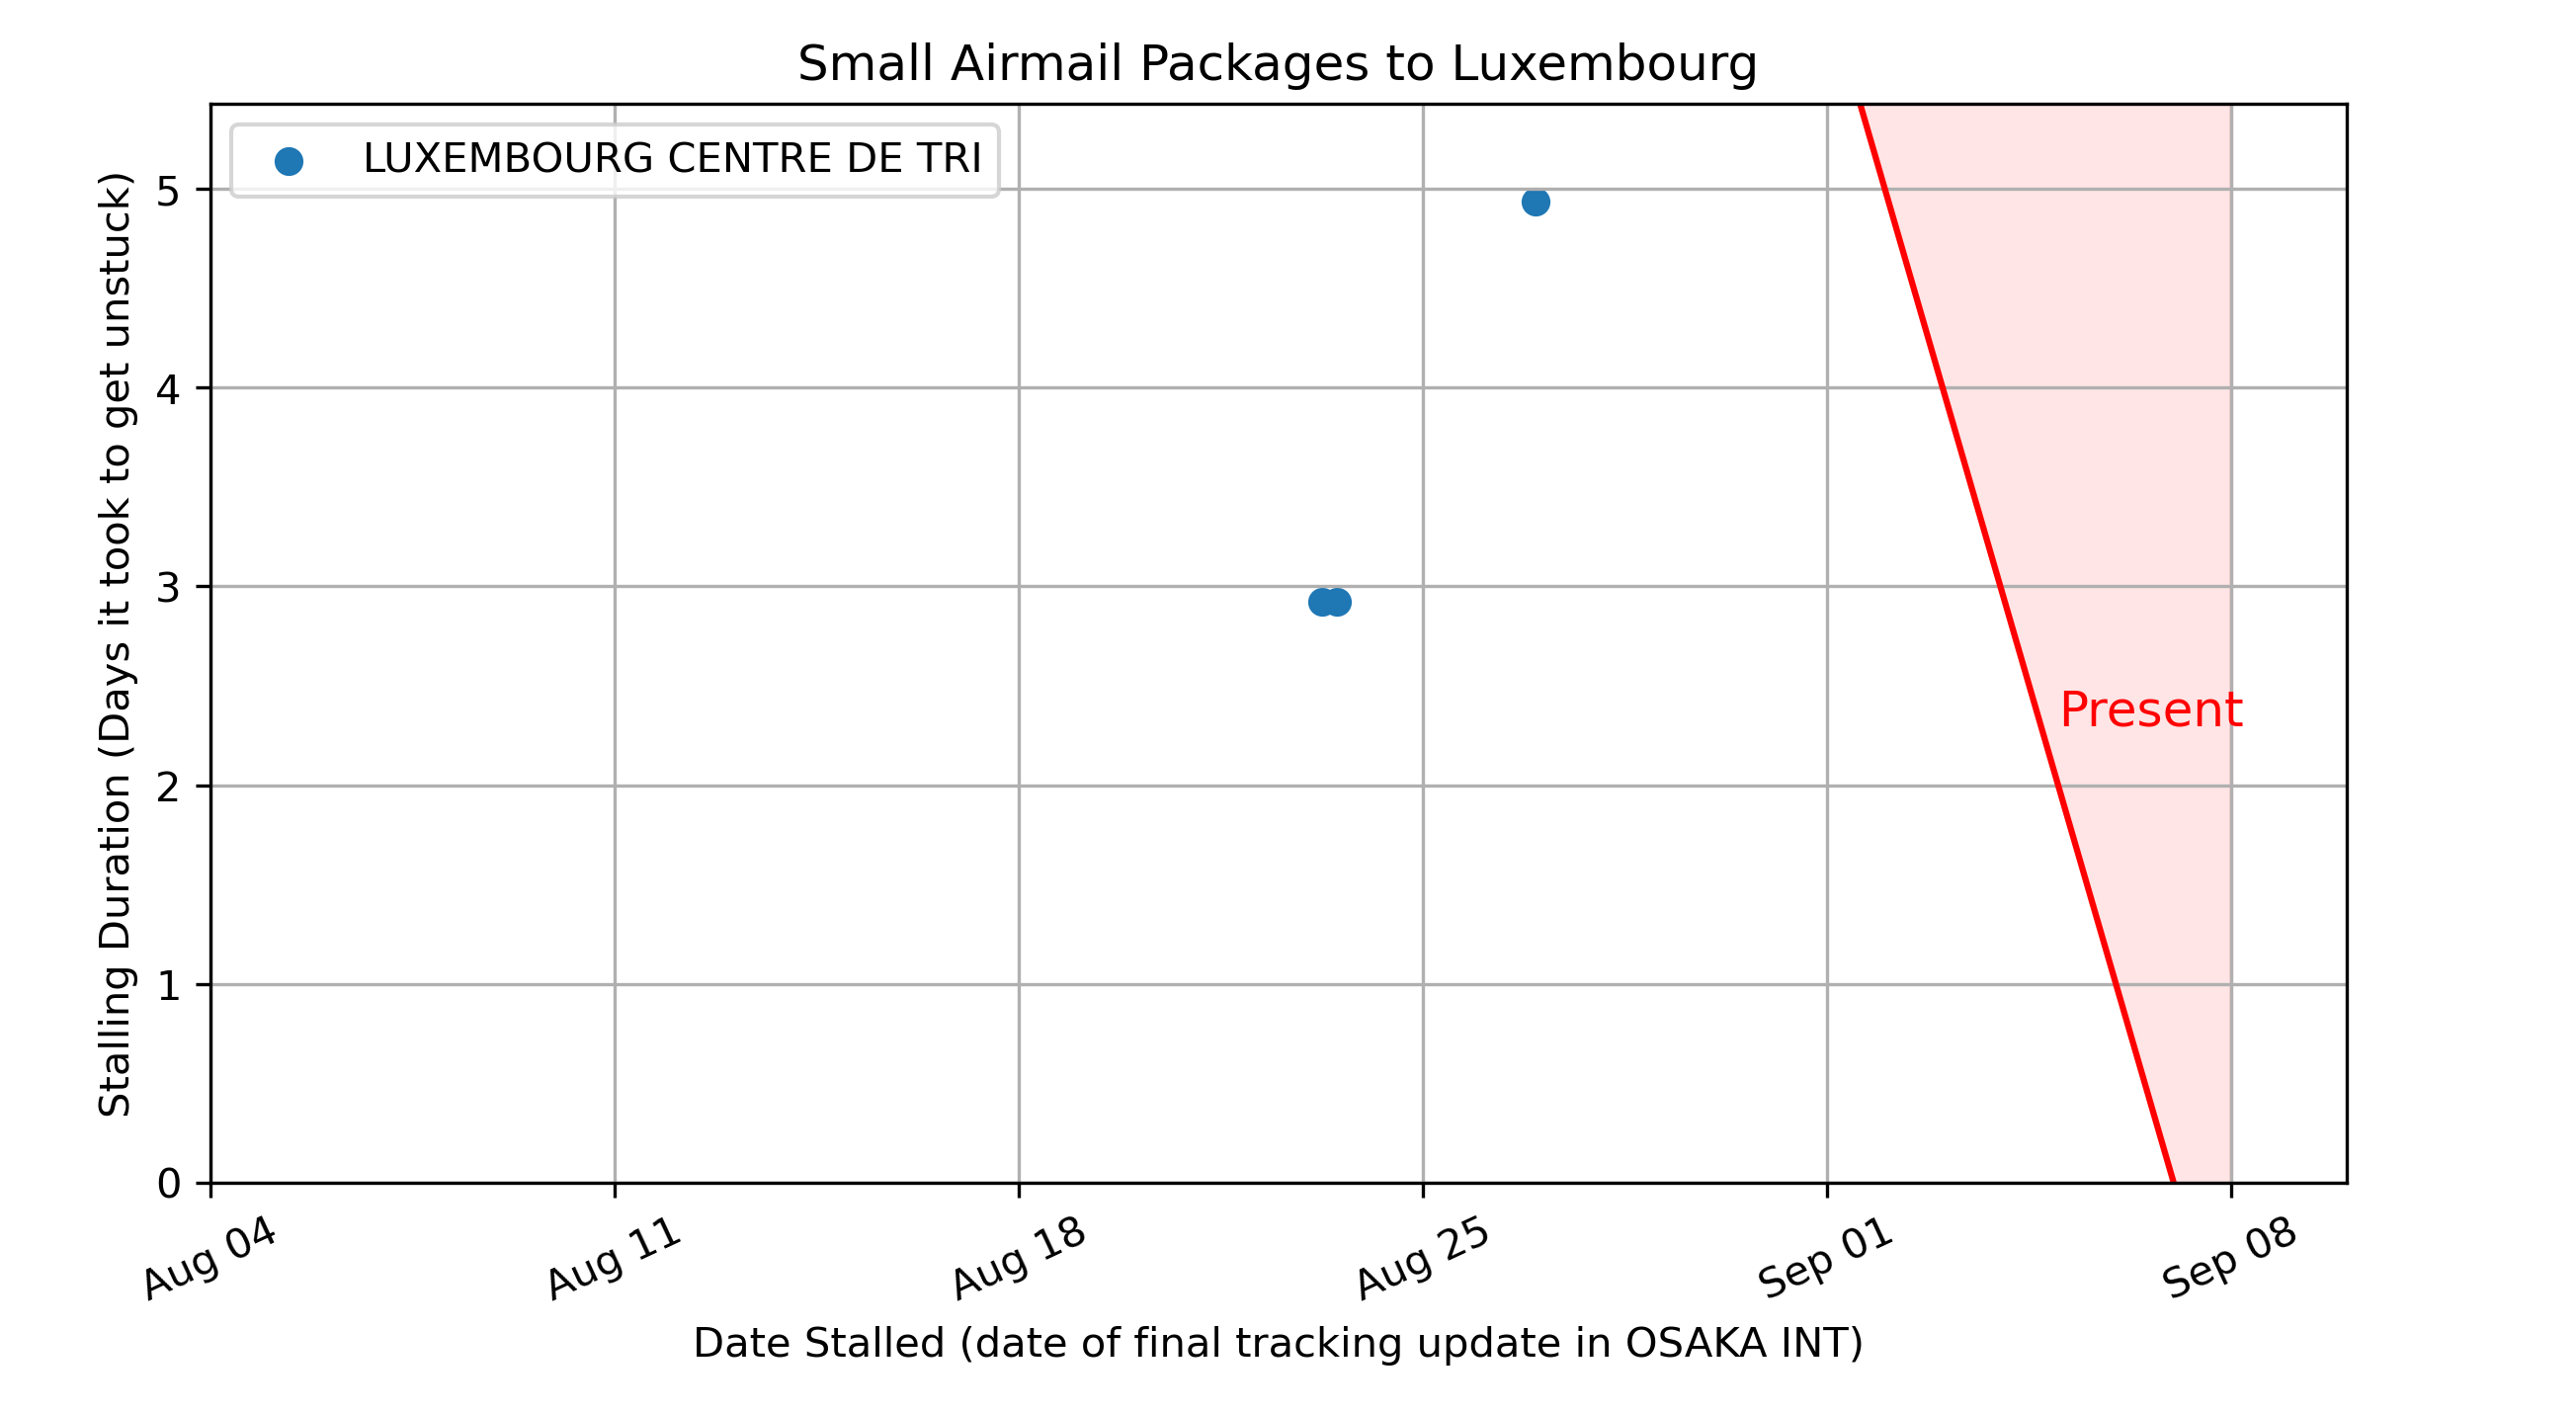 Small Airmail Packages to Luxembourg
LUXEMBOURG CENTRE DE TRI
Stalling Duration (Days it took to get unstuck)
5
4
3
2
1
0
Present
Aug 04
Aug 11
Aug 18
Aug 25
Sep 01
Sep 08
Date Stalled (date of final tracking update in OSAKA INT)